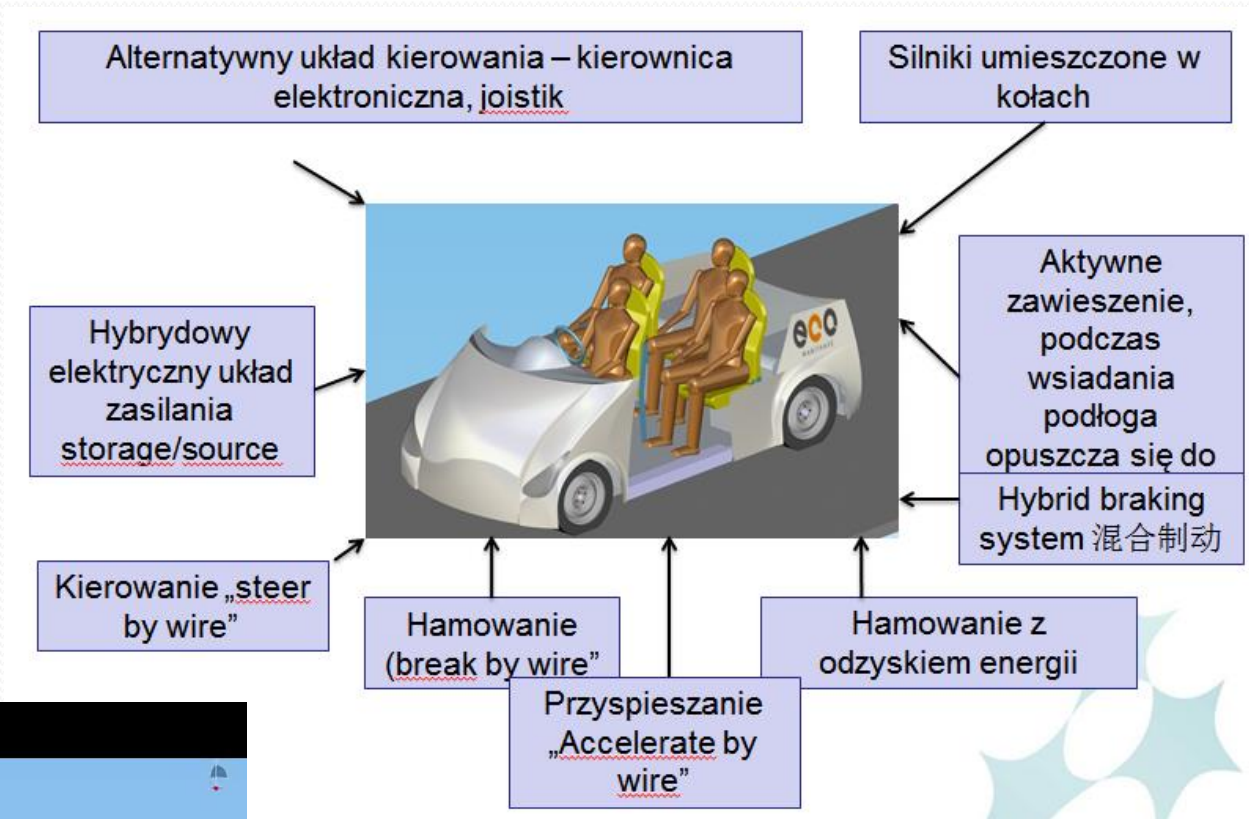 Alternatywny układ kierowania – kierownica
elektroniczna, joistik
Silniki umieszczone w
kołach
Hybrydowy
elektryczny układ
zasilania
storage/source
eco
Aktywne
zawieszenie,
podczas
wsiadania
podłoga
opuszcza się do
Hybrid braking
system 混合制动
Kierowanie „steer
by wire”
Hamowanie
(break by wire”
Hamowanie z
odzyskiem energii
Przyspieszanie
„Accelerate by
wire”